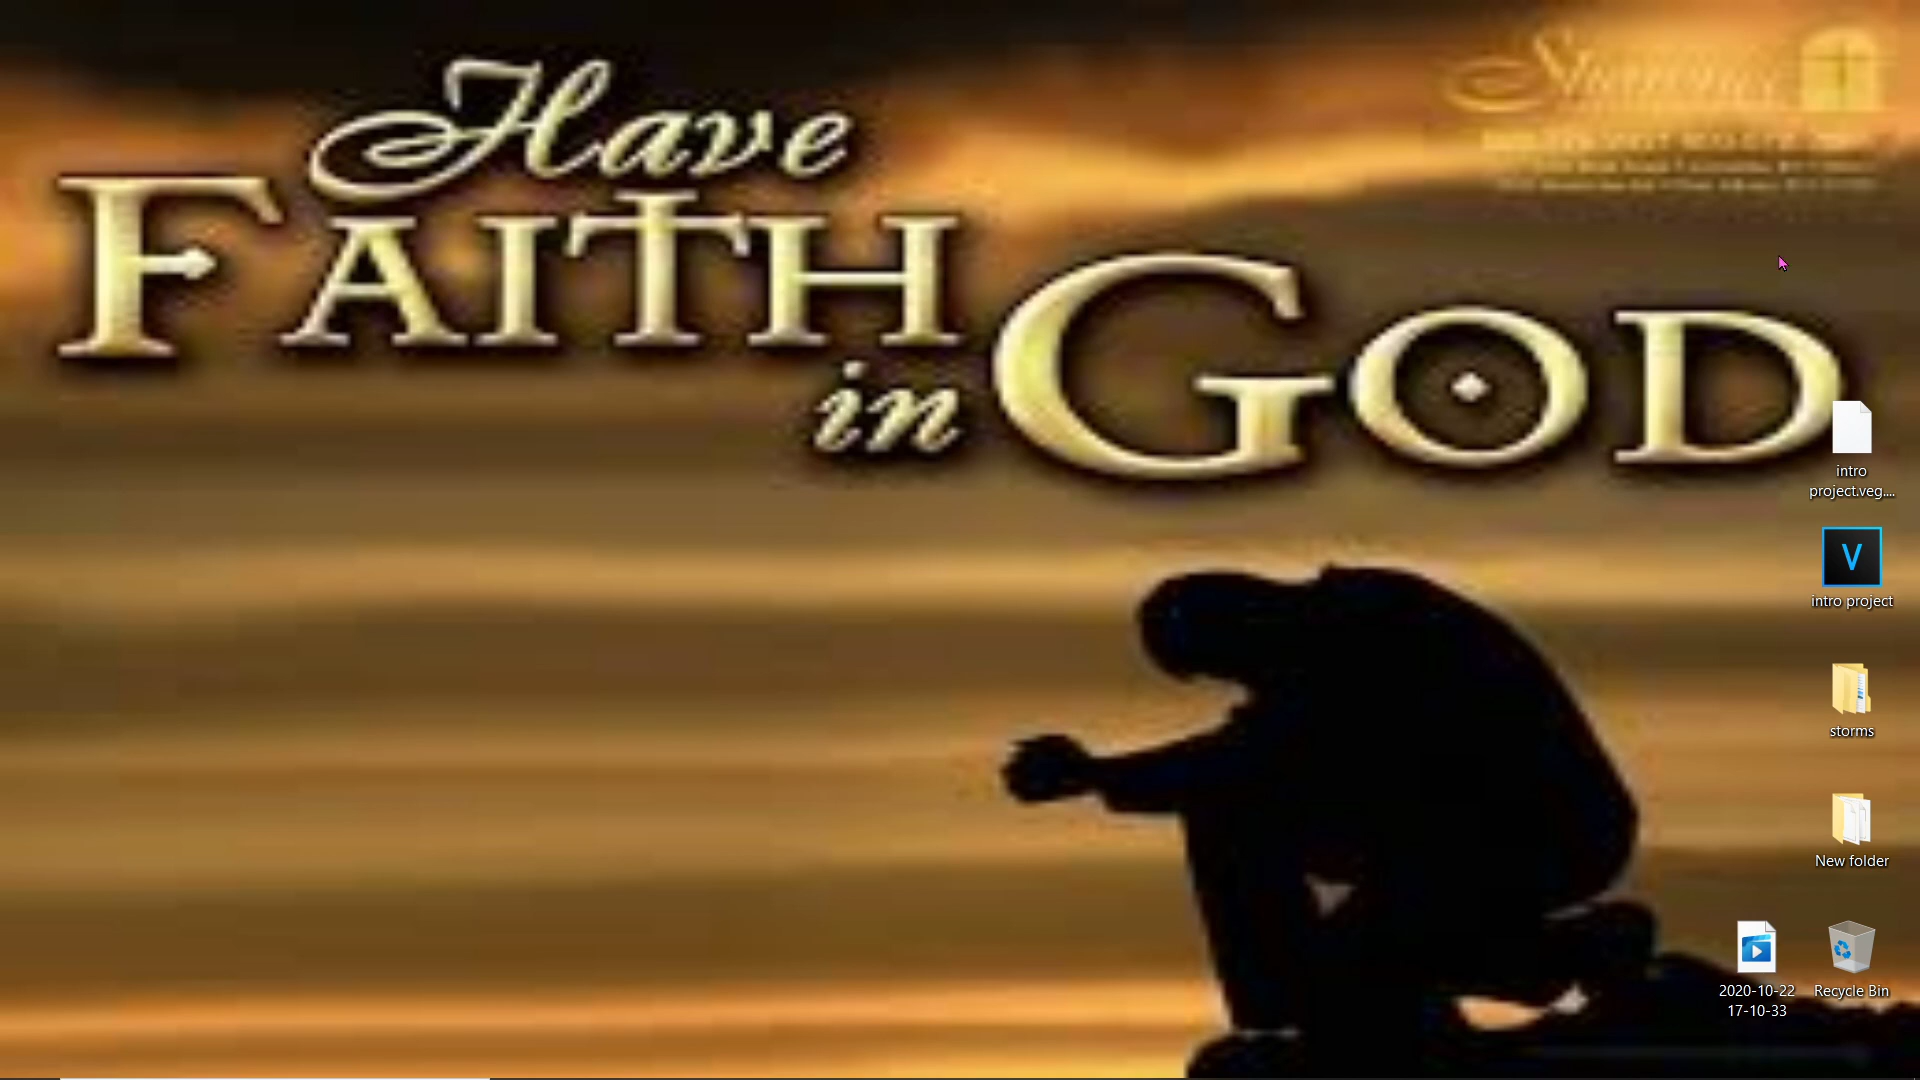 Have
FAITH
in GOD
intro
project.veg....
V
intro project
storms
New folder
2020-10-22
17-10-33
Recycle Bin